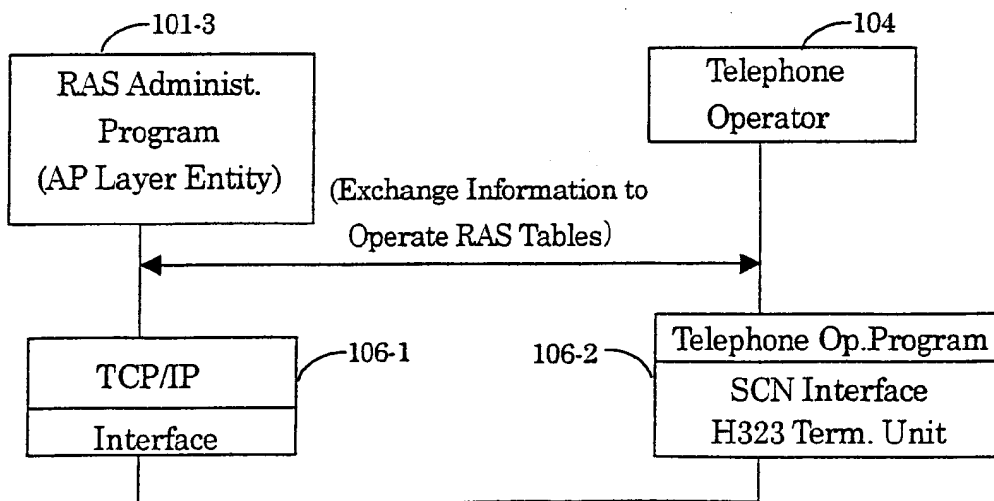 101-3
RAS Administ.
Program
(AP Layer Entity)
104
Telephone
Operator
(Exchange Information to
Operate RAS Tables)
TCP/IP
Interface
106-1
106-2
Telephone Op.Program
SCN Interface
H323 Term. Unit